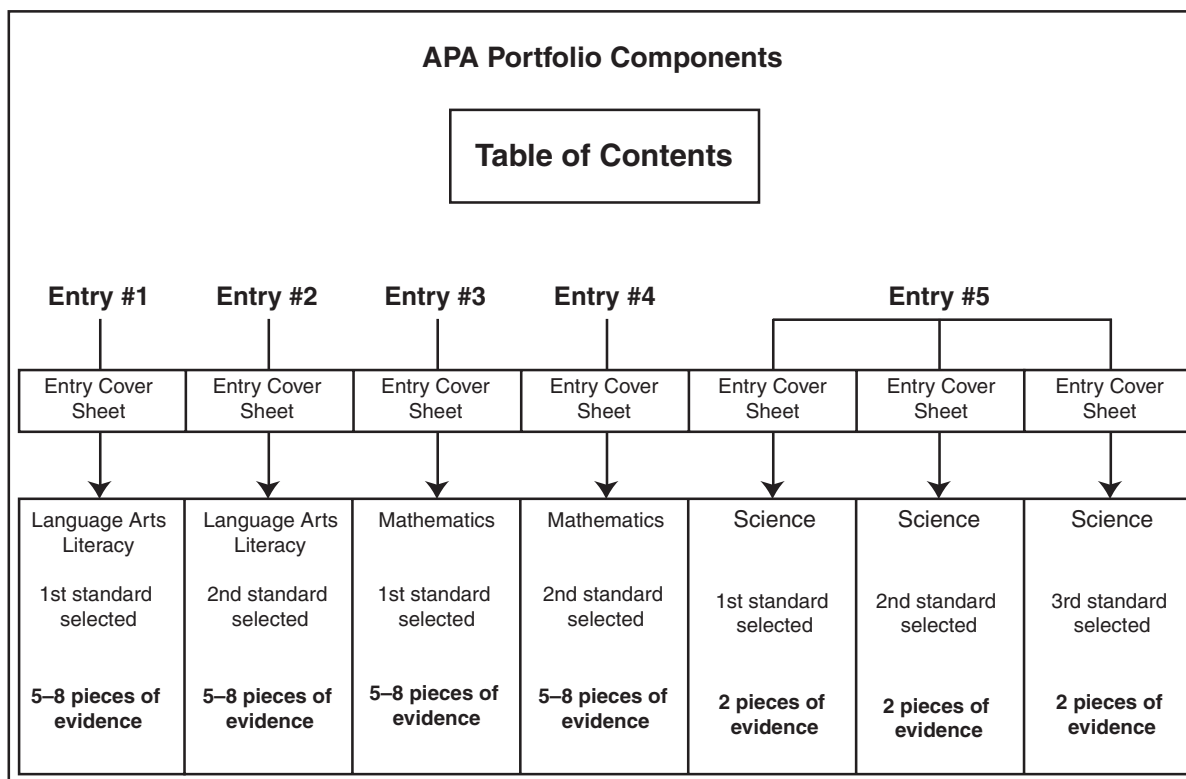 APA Portfolio Components
Table of Contents
Entry #1
Entry #2
Entry #3
Entry #4
Entry #5
Entry Cover
Sheet
Entry Cover
Sheet
Entry Cover
Sheet
Entry Cover
Sheet
Entry Cover
Sheet
Entry Cover
Sheet
Entry Cover
Sheet
Language Arts
Literacy
1st standard
selected
5–8 pieces of
evidence
Language Arts
Literacy
2nd standard
selected
5–8 pieces of
evidence
Mathematics
1st standard
selected
5–8 pieces of
evidence
Mathematics
2nd standard
selected
5–8 pieces of
evidence
Science
1st standard
selected
2 pieces of
evidence
Science
2nd standard
selected
2 pieces of
evidence
Science
3rd standard
selected
2 pieces of
evidence